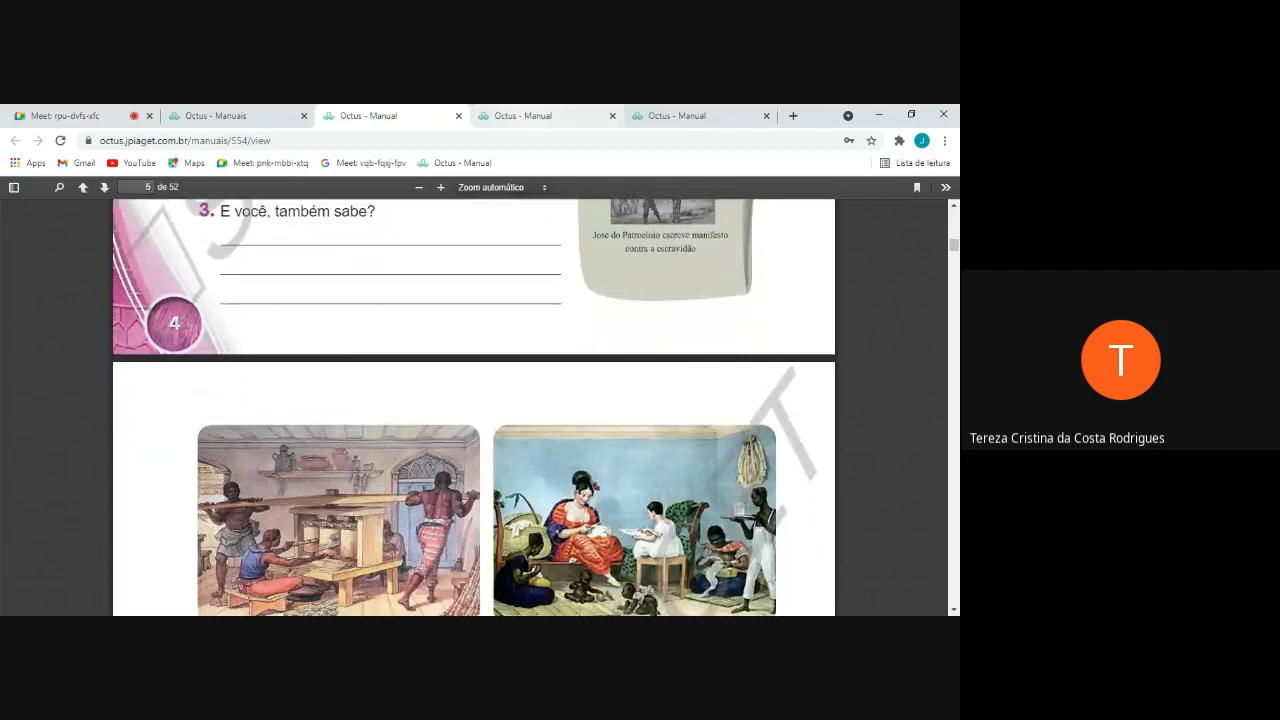 Meet: rpu-dvfs-xfc
Octus - Manuais
Octus - Manual
Octus - Manual
Octus - Manual
octus.jpiaget.com.br/manuais/554/view
J
Apps
Gmail
YouTube
Maps
Meet: pnk-mbbi-xtq
Meet: vqb-fqxj-fpv
Octus - Manual
Lista de leitura
5 de 52
Zoom automático
3. E você, também sabe?
José do Patrocínio escreve manifesto
contra a escravidão
4
T
T
Tereza Cristina da Costa Rodrigues